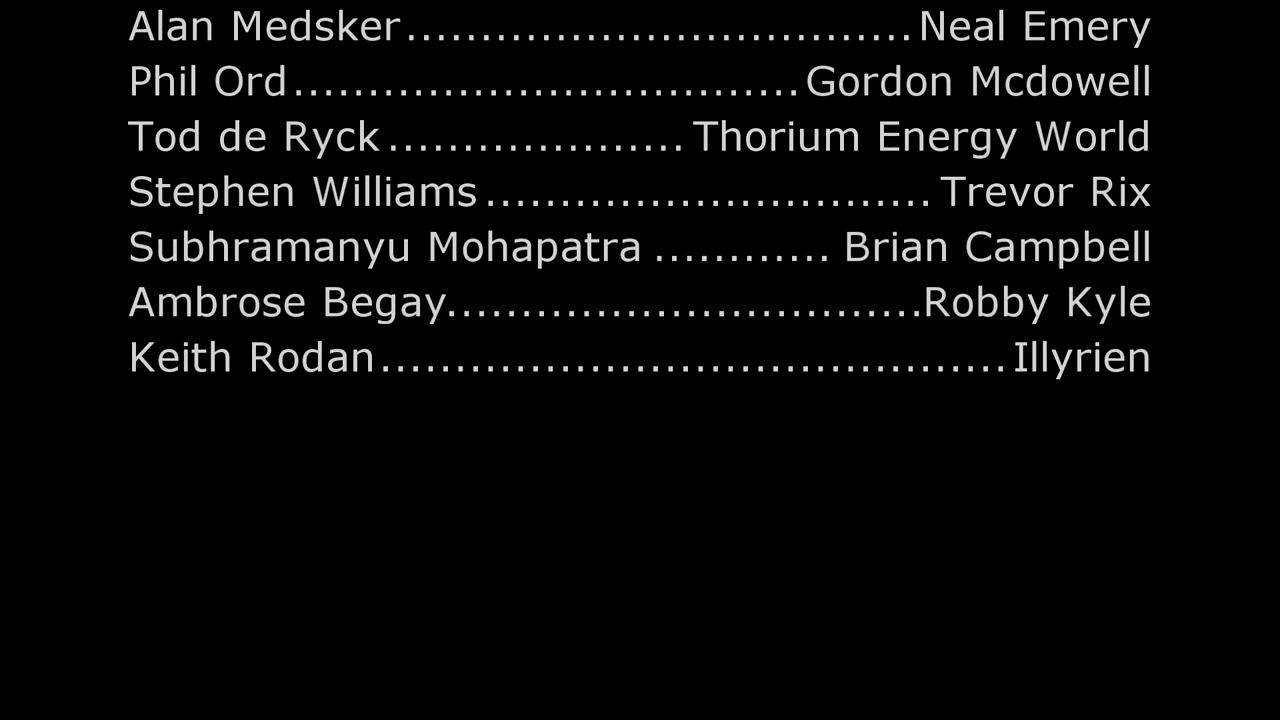 Alan Medsker..................................Neal Emery
Phil Ord..................................Gordon Mcdowell
Tod de Ryck....................Thorium Energy World
Stephen Williams..............................Trevor Rix
Subhramanyu Mohapatra ............ Brian Campbell
Ambrose Begay................................Robby Kyle
Keith Rodan..........................................Illyrien